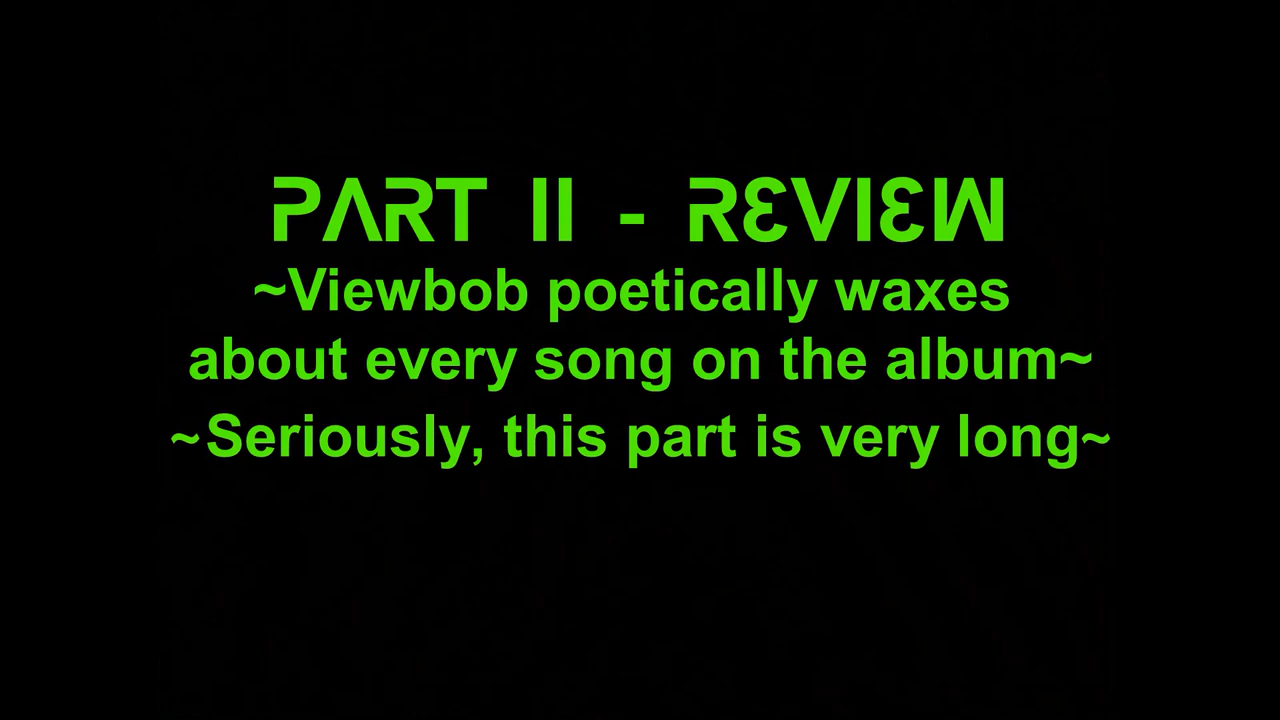 PART II - REVIEW
~Viewbob poetically waxes
about every song on the album~
~Seriously, this part is very long~